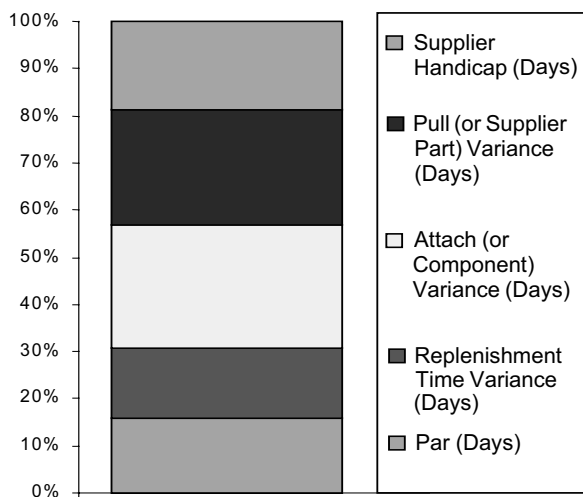 100%
90%
80%
70%
60%
50%
40%
30%
20%
10%
0%
Supplier
Handicap (Days)
Pull (or Supplier
Part) Variance
(Days)
Attach (or
Component)
Variance (Days)
Replenishment
Time Variance
(Days)
Par (Days)